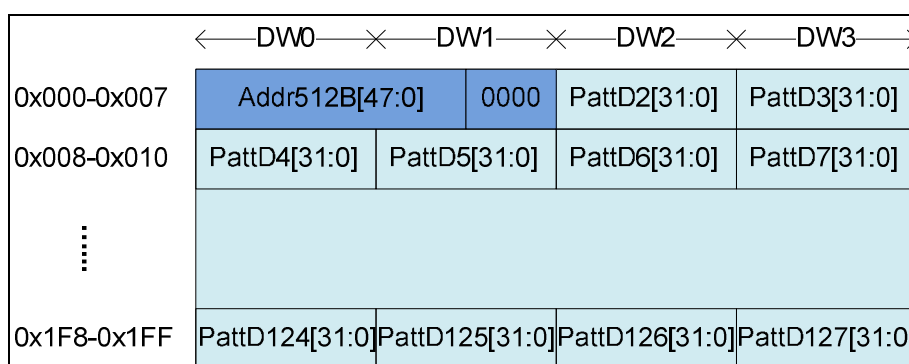 DW0 DW1 DW2 DW3
0x000-0x007 Addr512B[47:0] 0000 PattD2[31:0] PattD3[31:0]
0x008-0x010 PattD4[31:0] PattD5[31:0] PattD6[31:0] PattD7[31:0]
0x1F8-0x1FF PattD124[31:0] PattD125[31:0] PattD126[31:0] PattD127[31:0